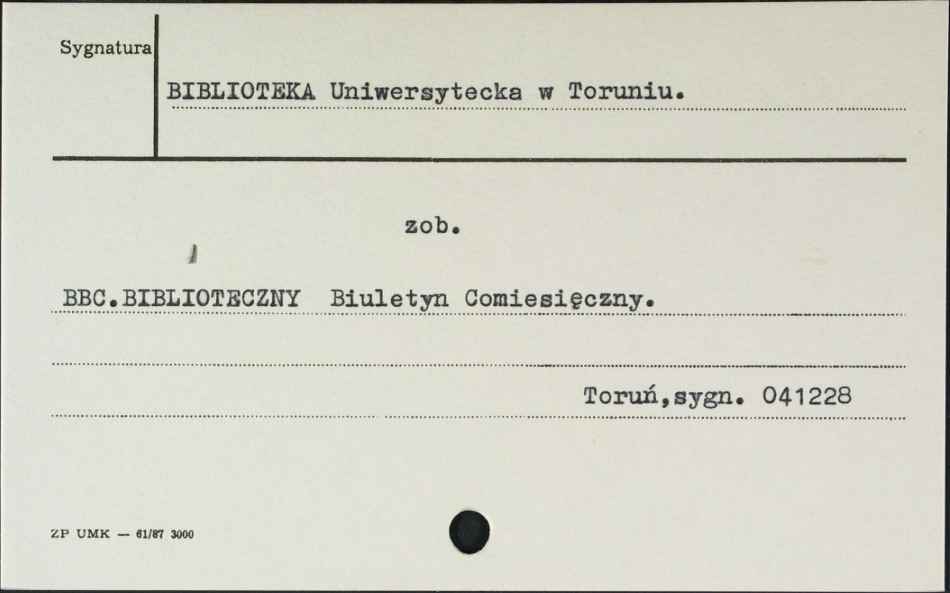 Sygnatura
BIBLIOTEKA Uniwersytecka w Toruniu.
zob.
BBC.BIBLIOTECZNY Biuletyn Comiesięczny.
Toruń,sygn. 041228
ZP UMK — 61/87 3000